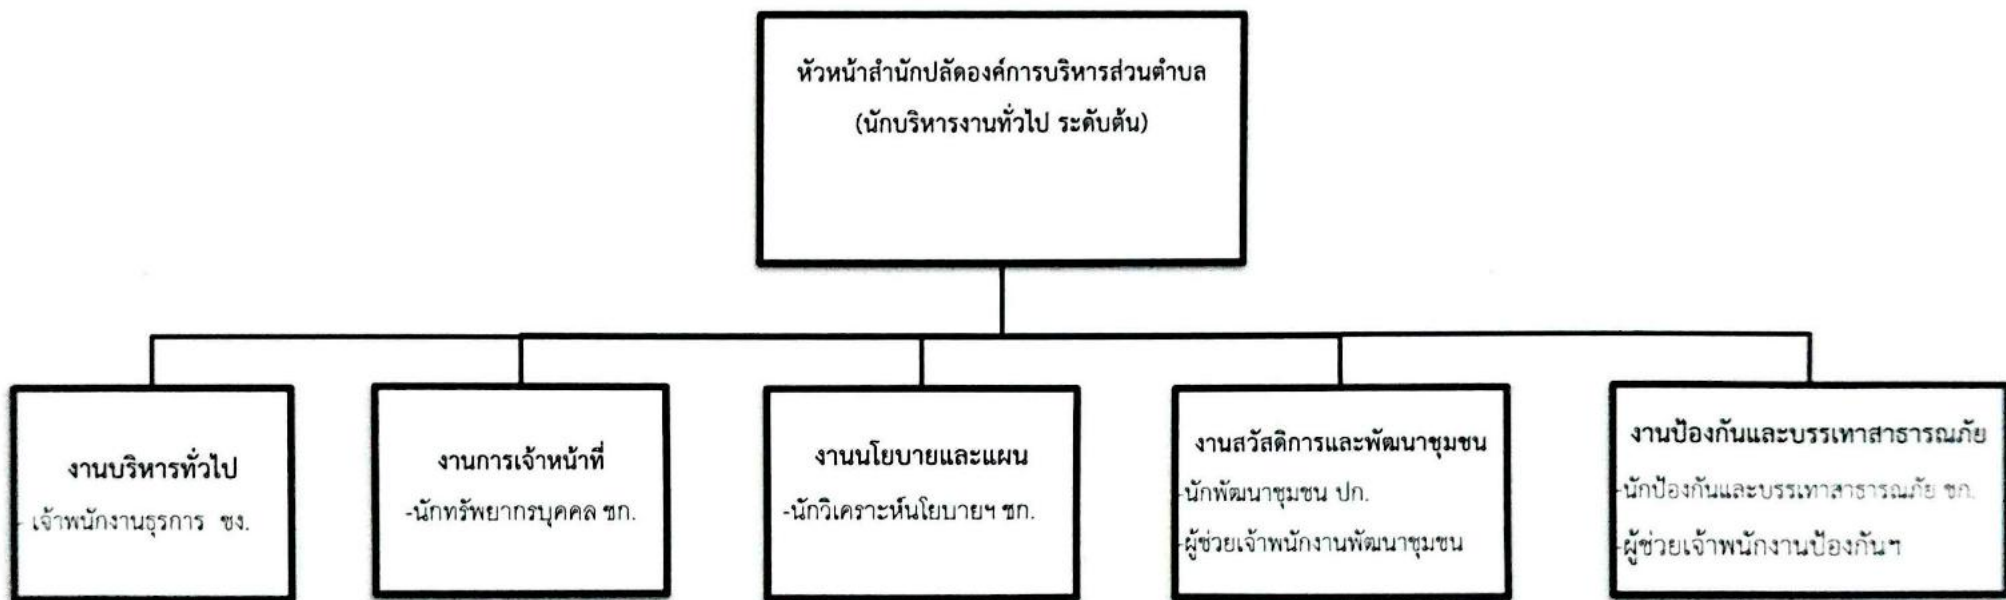 หัวหน้าสำนักปลัดองค์การบริหารส่วนตำบล
(นักบริหารงานทั่วไป ระดับต้น)
งานบริหารทั่วไป
- เจ้าพนักงานธุรการ ชง.
งานการเจ้าหน้าที่
-นักทรัพยากรบุคคล ชก.
งานนโยบายและแผน
-นักวิเคราะห์นโยบายฯ ชก.
งานสวัสดิการและพัฒนาชุมชน
-นักพัฒนาชุมชน ปก.
-ผู้ช่วยเจ้าพนักงานพัฒนาชุมชน
งานป้องกันและบรรเทาสาธารณภัย
-นักป้องกันและบรรเทาสาธารณภัย ชก.
-ผู้ช่วยเจ้าพนักงานป้องกันฯ